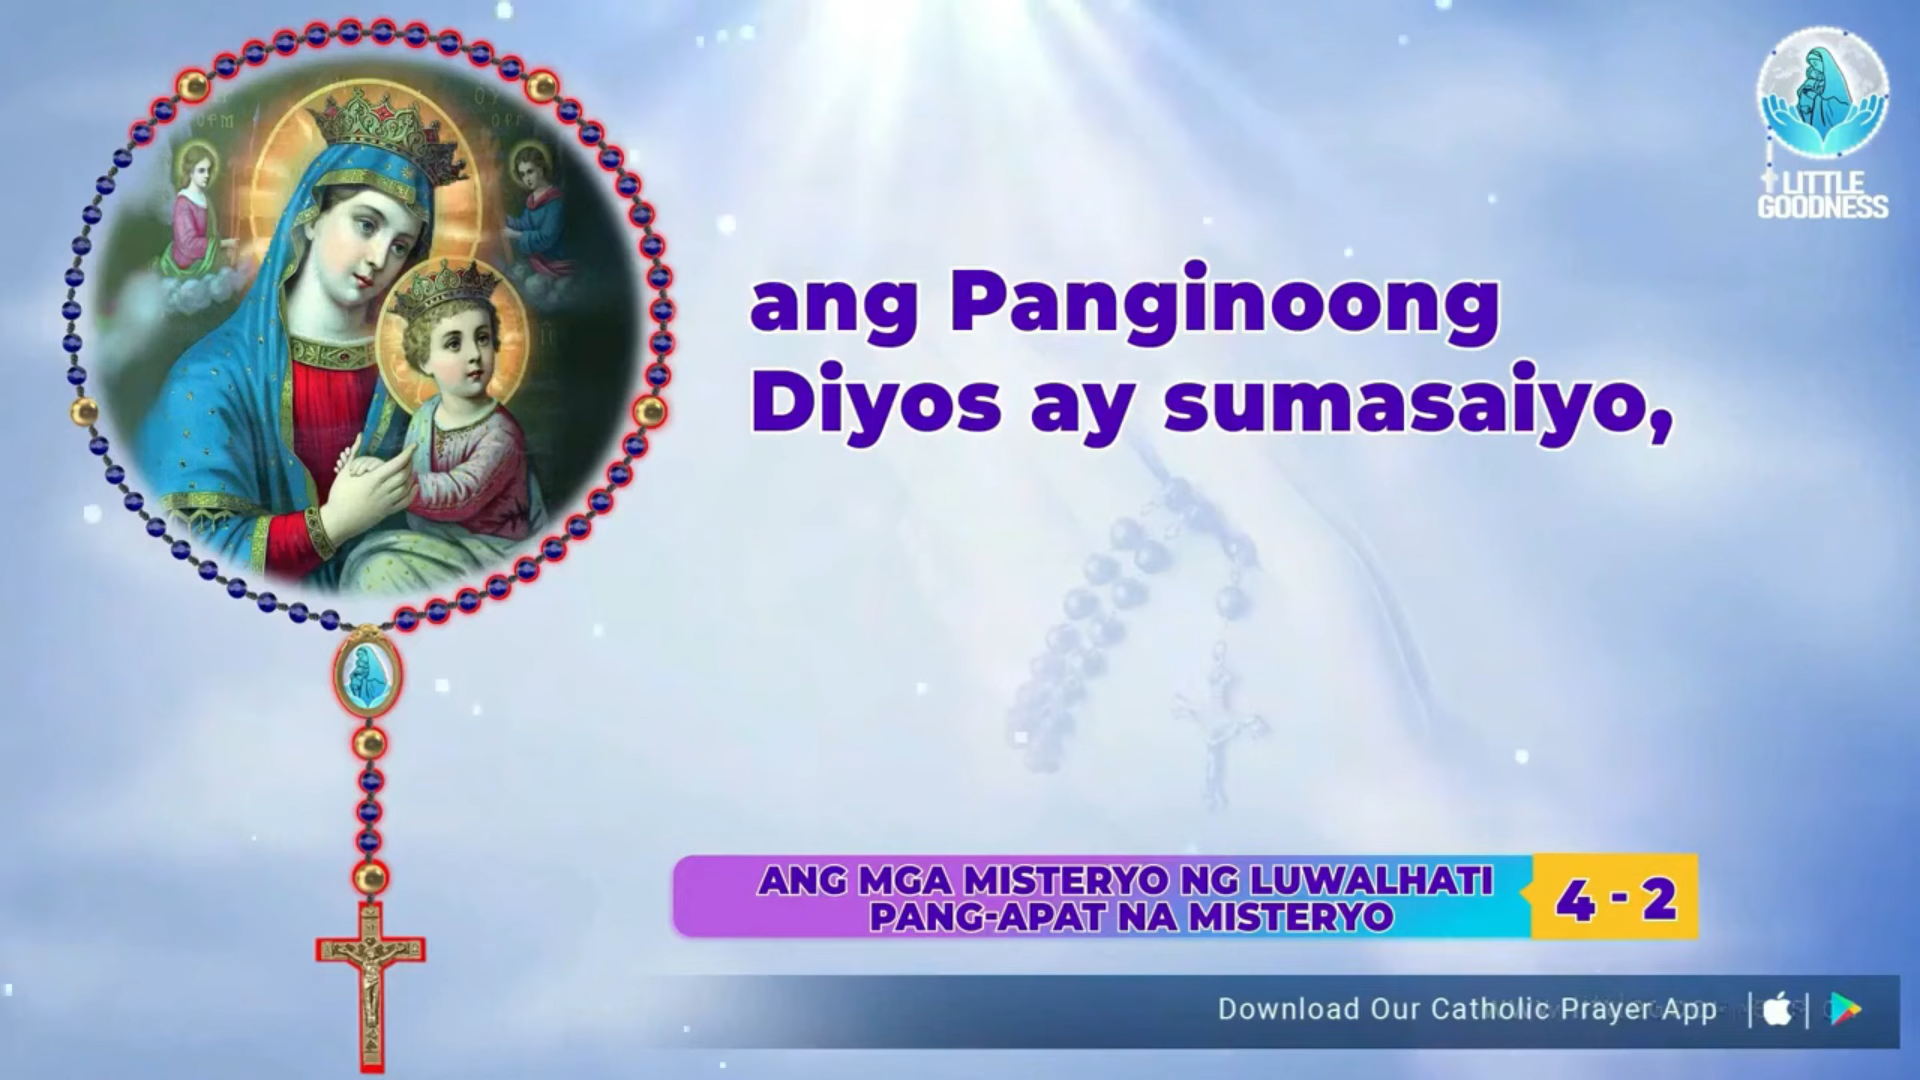 LITTLE
GOODNESS
ang Panginoong
Diyos ay sumasaiyo,
ANG MGA MISTERYO NG LUWALHATI
PANG-APAT NA MISTERYO
4 - 2
Download Our Catholic Prayer App